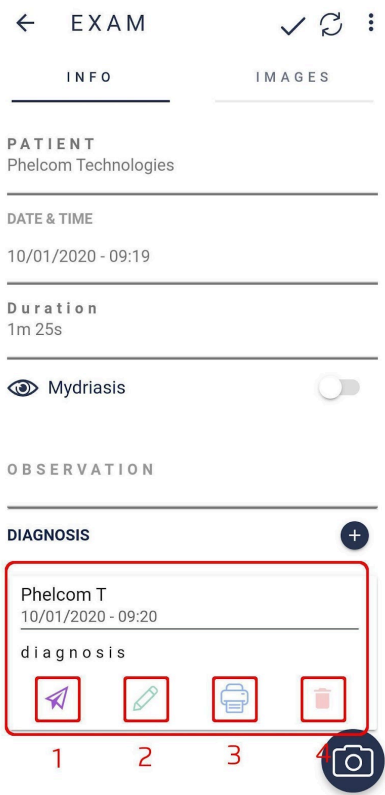 EXAM
INFO IMAGES
PATIENT
Phelcom Technologies
DATE & TIME
10/01/2020 - 09:19
Duration
1m 25s
Mydriasis
OBSERVATION
DIAGNOSIS
Phelcom T
10/01/2020 - 09:20
diagnosis
1 2 3 4